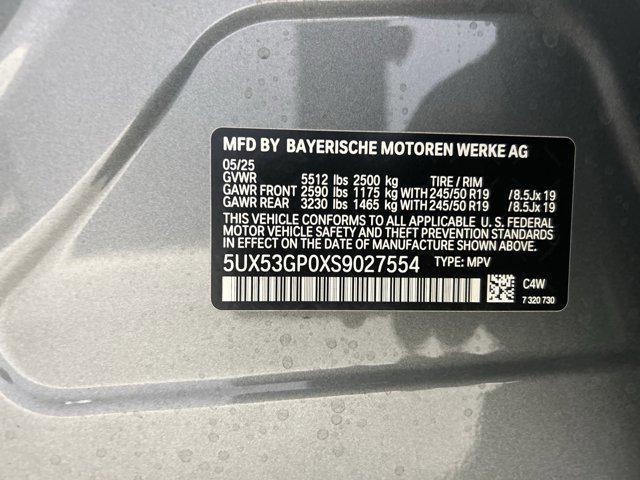 MFD BY BAYERISCHE MOTOREN WERKE AG
05/25
GVWR 5512 lbs 2500 kg TIRE / RIM
GAWR FRONT 2590 lbs 1175 kg WITH 245/50 R19 /8.5Jx 19
GAWR REAR 3230 lbs 1465 kg WITH 245/50 R19 /8.5Jx 19
THIS VEHICLE CONFORMS TO ALL APPLICABLE U.S. FEDERAL
MOTOR VEHICLE SAFETY AND THEFT PREVENTION STANDARDS
IN EFFECT ON THE DATE OF MANUFACTURE SHOWN ABOVE.
5UX53GP0XS9027554 TYPE: MPV
C4W
7 320 730